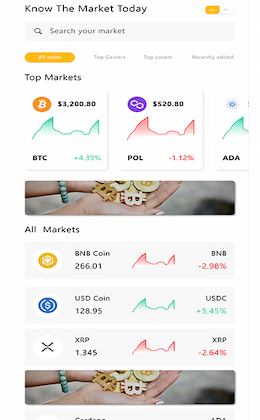 Know The Market Today
Search your market
All coins Top Gainers Top Losers Recently added
Top Markets
$3,200.80 $520.80
BTC +4.39% POL -1.12% ADA
All Markets
BNB Coin BNB
266.01 -2.98%
USD Coin USDC
128.95 +5.45%
XRP XRP
1.345 -2.64%